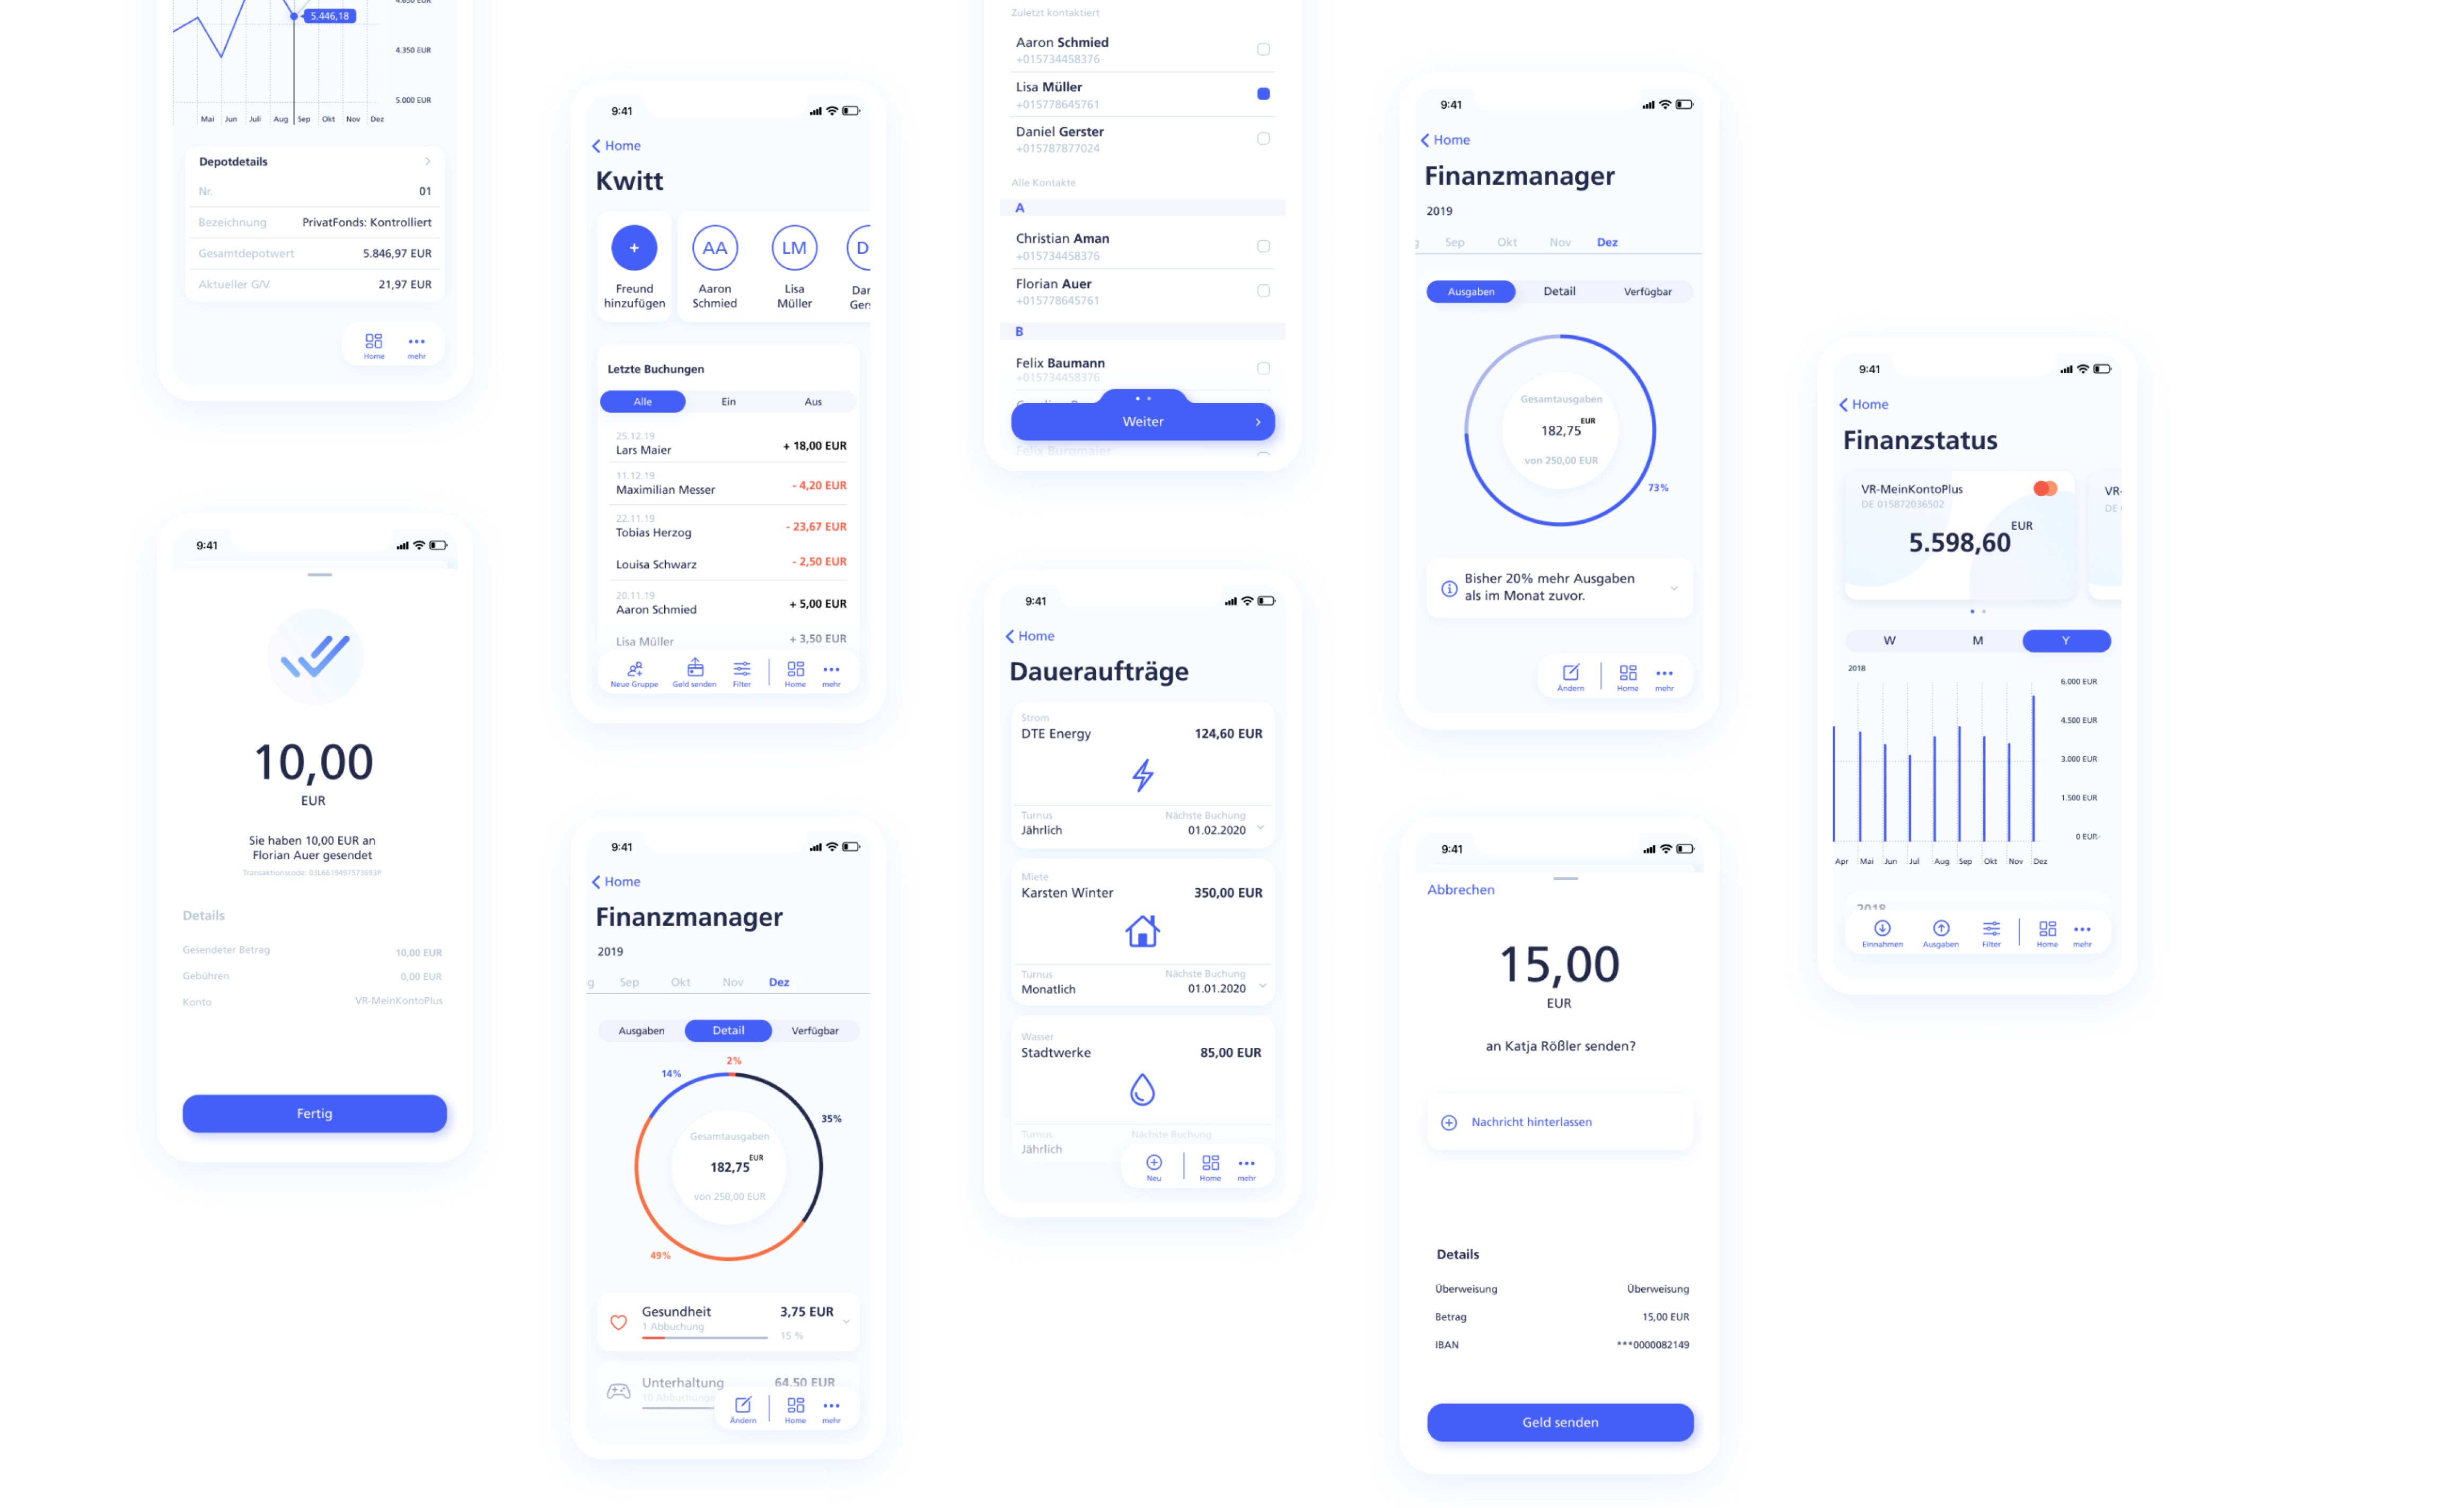 4.850 EUR
5.446,18
4.350 EUR
5.000 EUR
Mai Jun Juli Aug Sep Okt Nov Dez
Depotdetails
Nr. 01
Bezeichnung PrivatFonds: Kontrolliert
Gesamtdepotwert 5.846,97 EUR
Aktueller G/V 21,97 EUR
Home mehr
9:41
10,00
EUR
Sie haben 10,00 EUR an
Florian Auer gesendet
Details
Gesendeter Betrag 10,00 EUR
Gebühren 0,00 EUR
Konto VR-MeinKontoPlus
Fertig
9:41
Home
Kwitt
+ AA LM D
Freund hinzufügen
Aaron Schmied
Lisa Müller
Letzte Buchungen
Alle Ein Aus
25.12.19
Lars Maier + 18,00 EUR
11.12.19
Maximilian Messer - 4,20 EUR
22.11.19
Tobias Herzog - 23,67 EUR
Louisa Schwarz - 2,50 EUR
20.11.19
Aaron Schmied + 5,00 EUR
Lisa Müller + 3,50 EUR
Neue Gruppe Geld senden Filter Home mehr
9:41
Home
Finanzmanager
2019
g Sep Okt Nov Dez
Ausgaben Detail Verfügbar
2%
14%
35%
49%
Gesamtausgaben
182,75 EUR
von 250,00 EUR
Gesundheit 3,75 EUR
1 Abbuchung 15 %
Unterhaltung 64,50 EUR
10
Ändern Home mehr
Zuletzt kontaktiert
Aaron Schmied
+015734458376
Lisa Müller
+015778645761
Daniel Gerster
+015787877024
Alle Kontakte
A
Christian Aman
+015734458376
Florian Auer
+015778645761
B
Felix Baumann
+015734458376
Weiter
Felix Burgmaier
9:41
Home
Daueraufträge
Strom
DTE Energy 124,60 EUR
Turnus Nächste Buchung
Jährlich 01.02.2020
Miete
Karsten Winter 350,00 EUR
Turnus Nächste Buchung
Monatlich 01.01.2020
Wasser
Stadtwerke 85,00 EUR
Turnus Nächste Buchung
Jährlich
Neu Home mehr
9:41
Home
Finanzmanager
2019
g Sep Okt Nov Dez
Ausgaben Detail Verfügbar
Gesamtausgaben
182,75 EUR
von 250,00 EUR
73%
Bisher 20% mehr Ausgaben
als im Monat zuvor.
Ändern Home mehr
9:41
Abbrechen
15,00
EUR
an Katja Rößler senden?
Nachricht hinterlassen
Details
Überweisung Überweisung
Betrag 15,00 EUR
IBAN ***0000082149
Geld senden
9:41
Home
Finanzstatus
VR-MeinKontoPlus VR-
DE 015872036502 DE
5.598,60 EUR
W M Y
2018
6.000 EUR
4.500 EUR
3.000 EUR
1.500 EUR
0 EUR
Apr Mai Jun Jul Aug Sep Okt Nov Dez
2018
Einnahmen Ausgaben Filter Home mehr